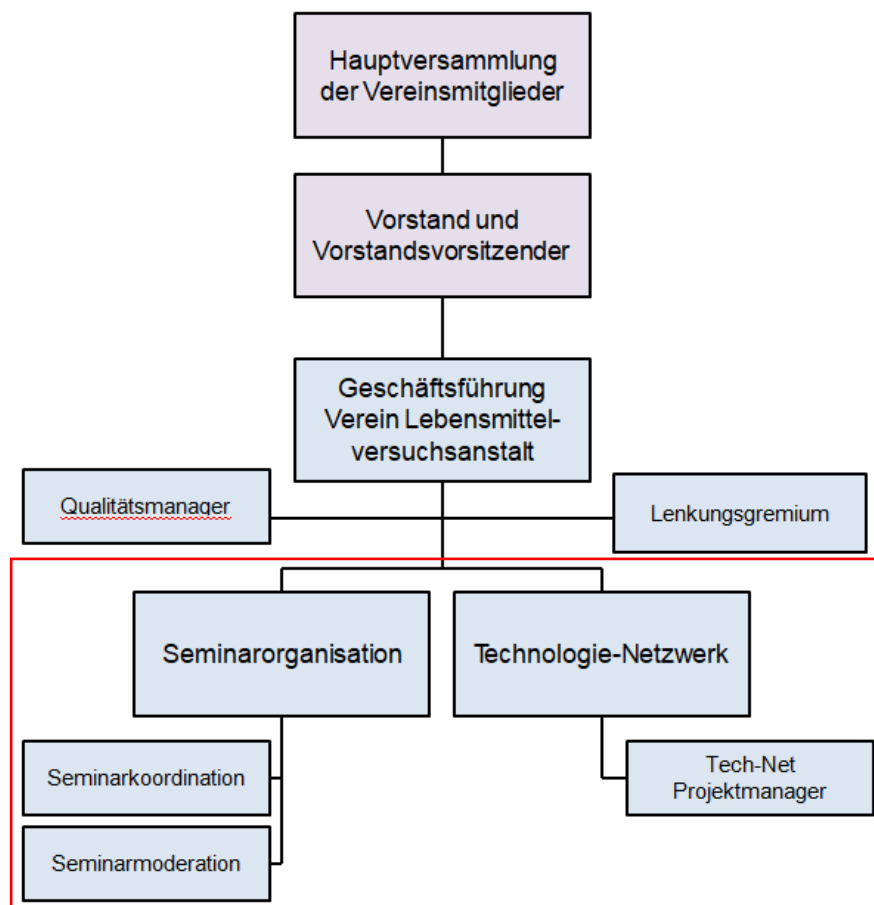 Hauptversammlung
der Vereinsmitglieder
Vorstand und
Vorstandsvorsitzender
Geschäftsführung
Verein Lebensmittel-
versuchsanstalt
Qualitätsmanager
Lenkungsgremium
Seminarorganisation
Technologie-Netzwerk
Seminarkoordination
Tech-Net
Projektmanager
Seminarmoderation